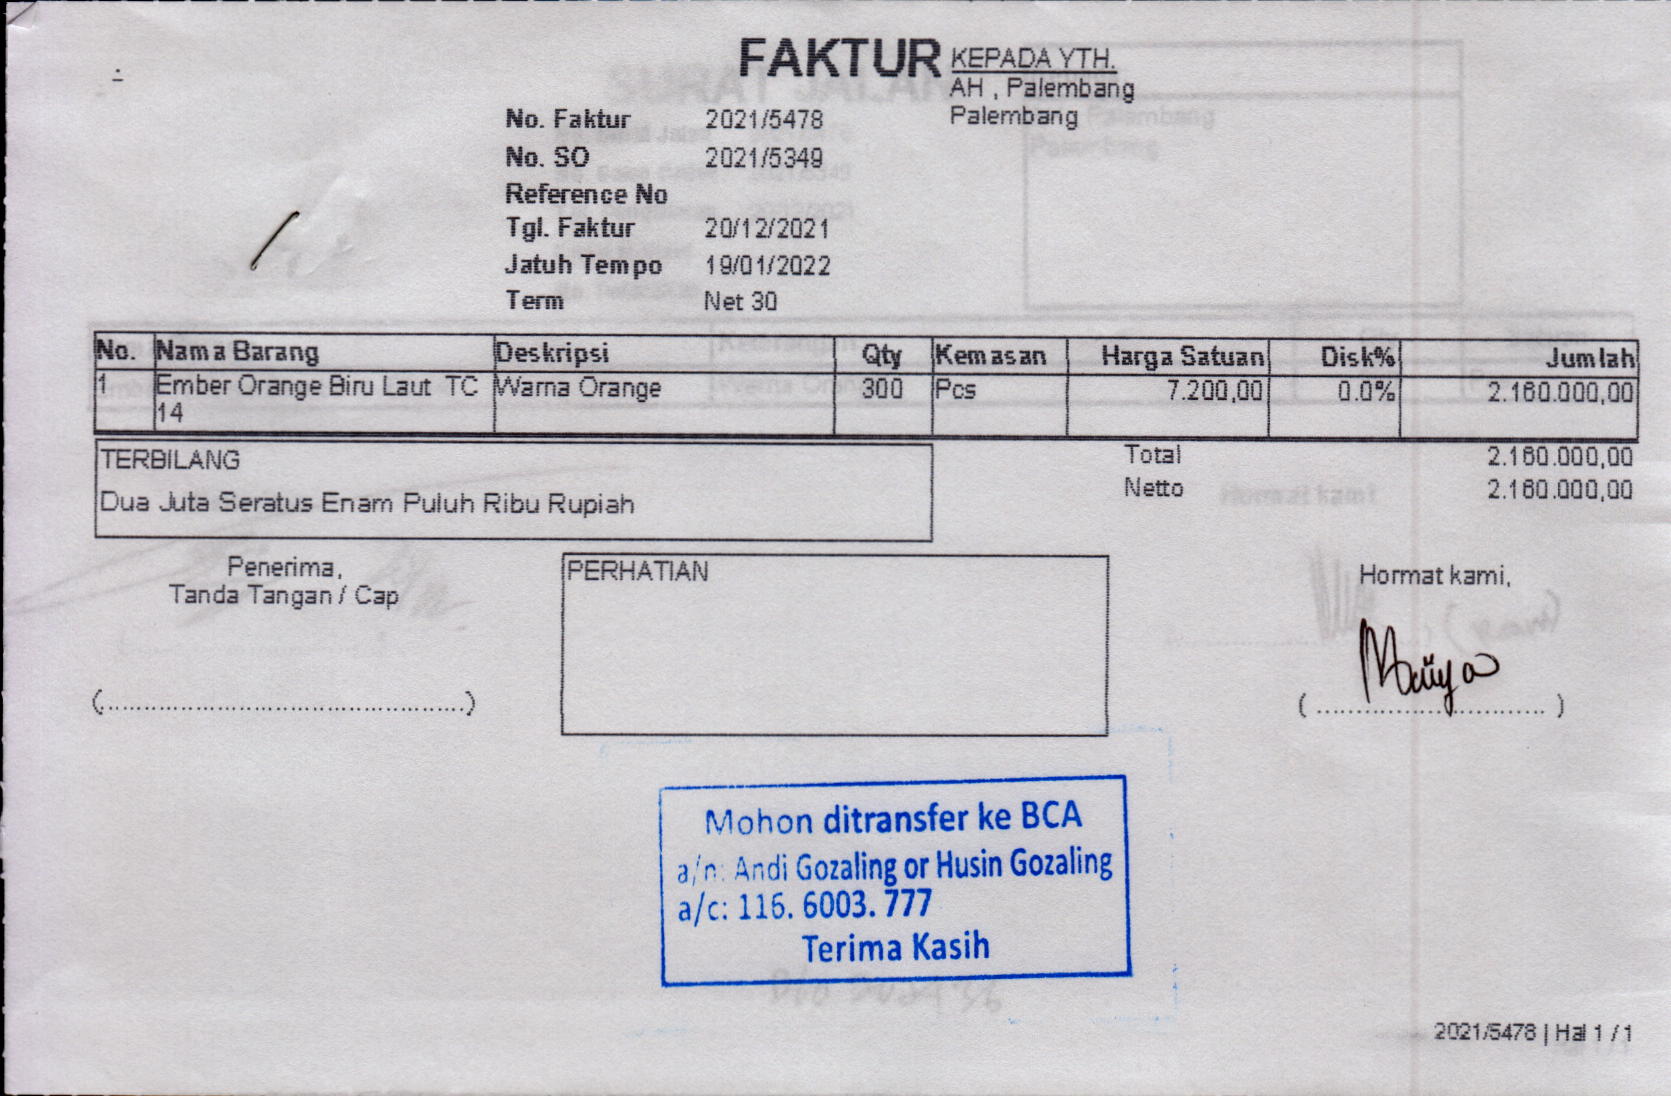 FAKTUR
KEPADA YTH.
AH , Palembang
Palembang
No. Faktur 2021/5478
No. SO 2021/5349
Reference No
Tgl. Faktur 20/12/2021
Jatuh Tempo 19/01/2022
Term Net 30
No. Nama Barang Deskripsi Qty Kemasan Harga Satuan Disk% Jumlah
1 Ember Orange Biru Laut TC Warna Orange 300 Pcs 7.200,00 0.0% 2.160.000,00
14
TERBILANG
Dua Juta Seratus Enam Puluh Ribu Rupiah
Total 2.160.000,00
Netto 2.160.000,00
Penerima,
Tanda Tangan / Cap
(................................................)
PERHATIAN
Hormat kami,
( ............................. )
Mohon ditransfer ke BCA
a/n: Andi Gozaling or Husin Gozaling
a/c: 116. 6003. 777
Terima Kasih
2021/5478 | Hal 1 / 1